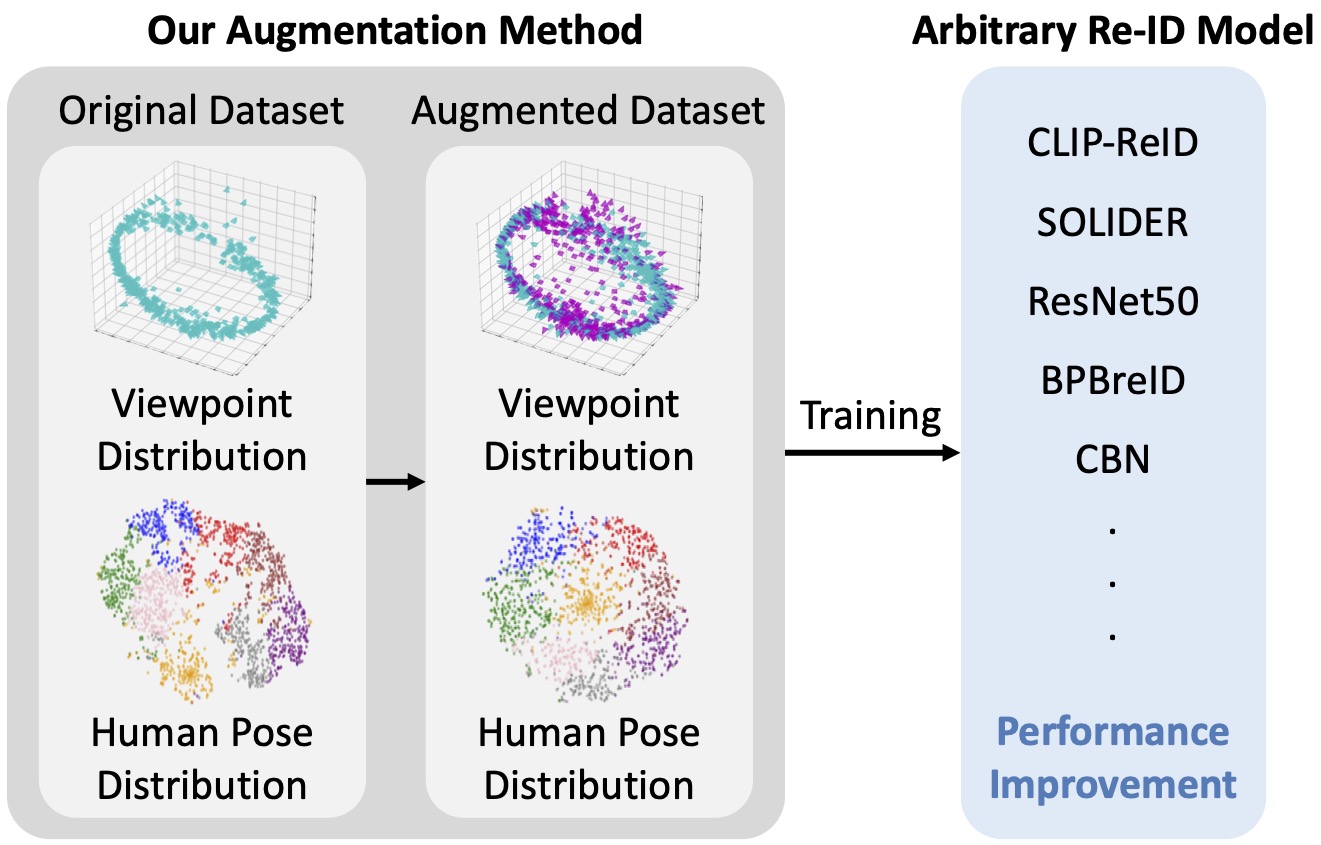 Our Augmentation Method
Arbitrary Re-ID Model
Original Dataset
Augmented Dataset
Viewpoint
Distribution
Viewpoint
Distribution
Human Pose
Distribution
Human Pose
Distribution
Training
CLIP-ReID
SOLIDER
ResNet50
BPBreID
CBN
.
.
.
Performance
Improvement